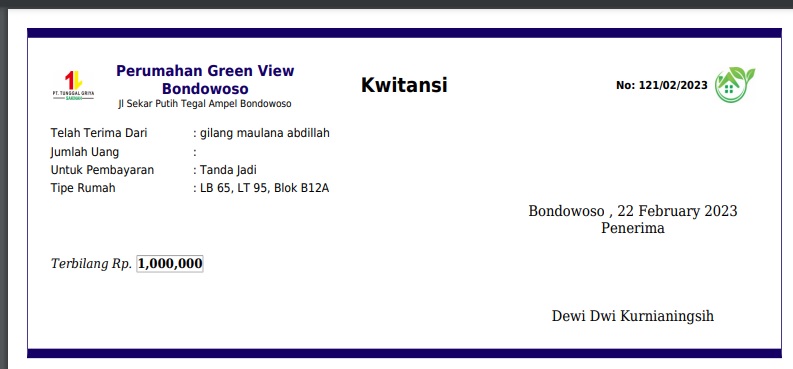 Perumahan Green View
Bondowoso
Jl Sekar Putih Tegal Ampel Bondowoso
PT. TUNGGAL GRIYA
SAKINAH
Kwitansi
No: 121/02/2023
Telah Terima Dari : gilang maulana abdillah
Jumlah Uang :
Untuk Pembayaran : Tanda Jadi
Tipe Rumah : LB 65, LT 95, Blok B12A
Bondowoso , 22 February 2023
Penerima
Terbilang Rp. 1,000,000
Dewi Dwi Kurnianingsih